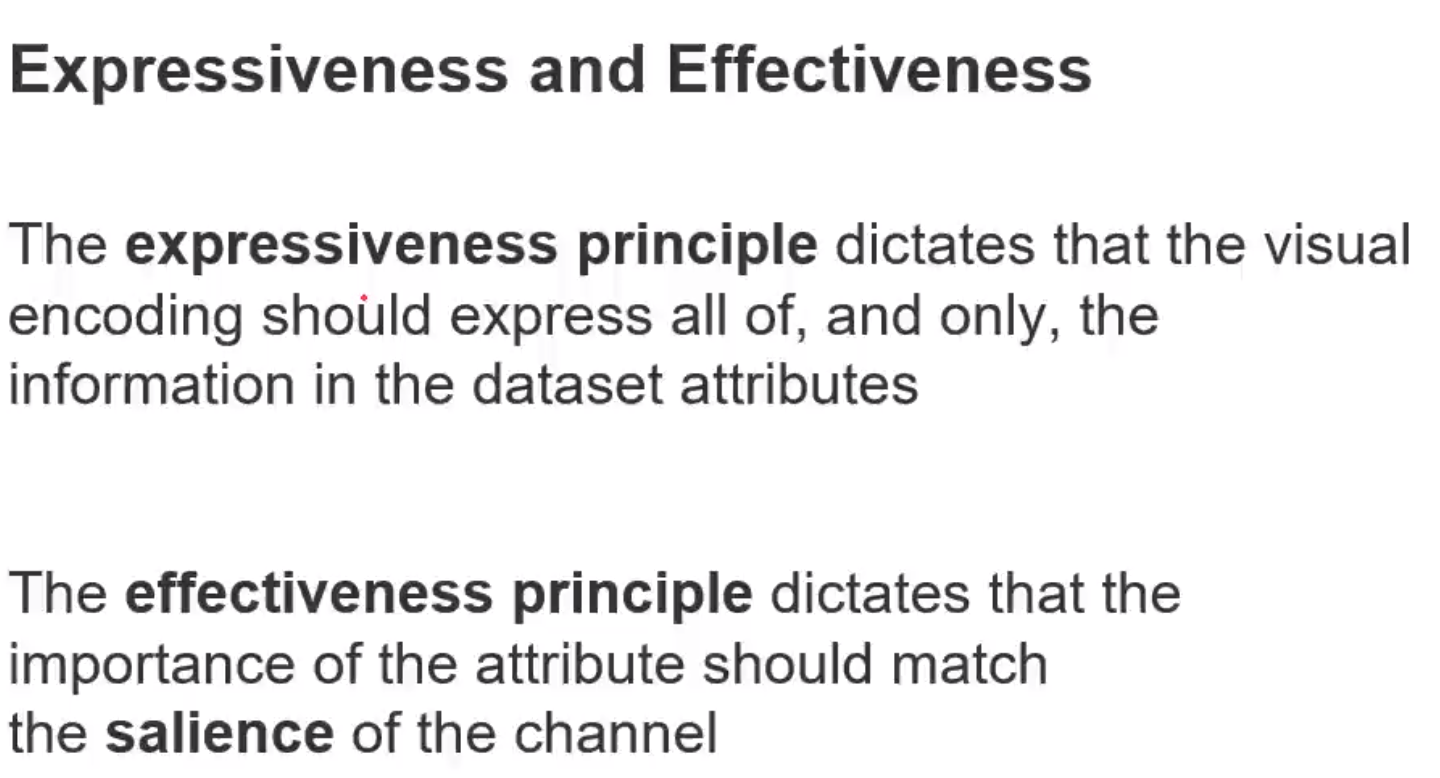 Expressiveness and Effectiveness
The expressiveness principle dictates that the visual
encoding should express all of, and only, the
information in the dataset attributes
The effectiveness principle dictates that the
importance of the attribute should match
the salience of the channel